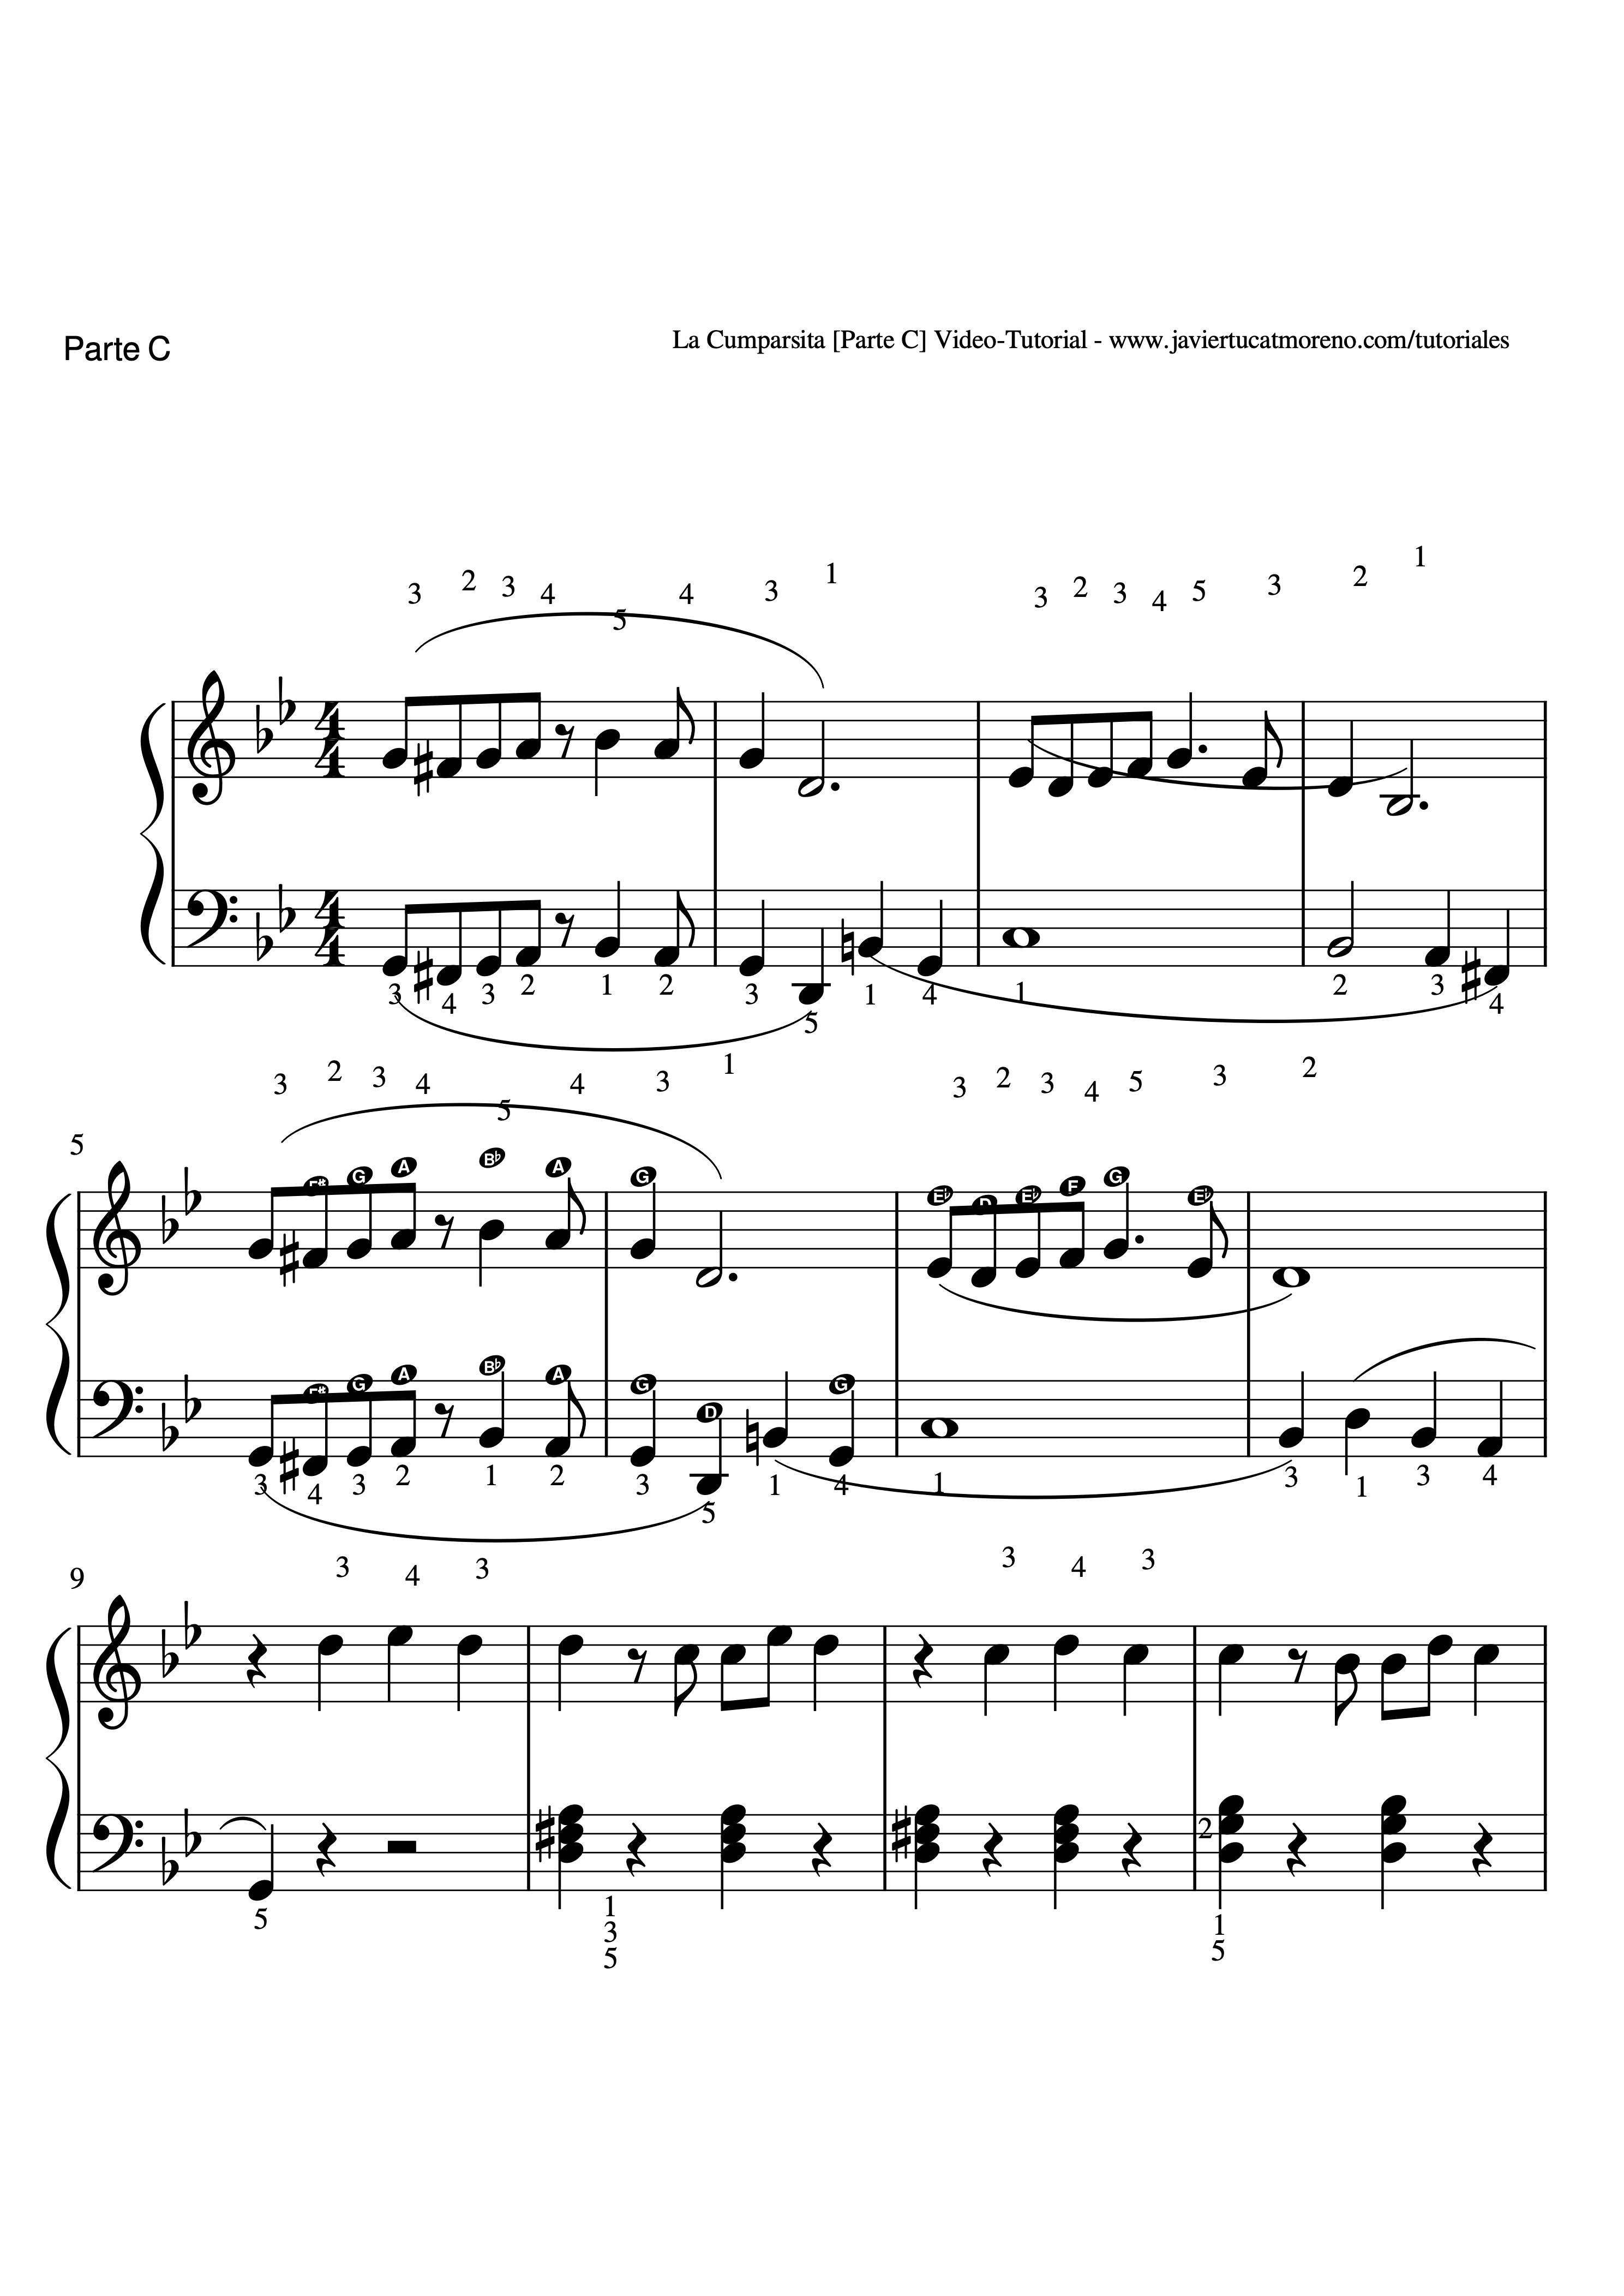 Parte C
La Cumparsita [Parte C] Video-Tutorial - www.javiertucatmoreno.com/tutoriales
3 2 3 4 5 4 3 1 3 2 3 4 5 3 2 1
4 4
4 4
3 4 3 2 1 2 3 5 1 4 1 2 3 4
3 2 3 4 5 4 3 1 3 2 3 4 5 3 2
5
F# G A B♭ A G E♭ D E♭ F G E♭
F# G A B♭ A G D G
3 4 3 2 1 2 3 5 1 4 1 3 1 3 4
9
3 4 3 3 4 3
2
5
1 3 5
1 5